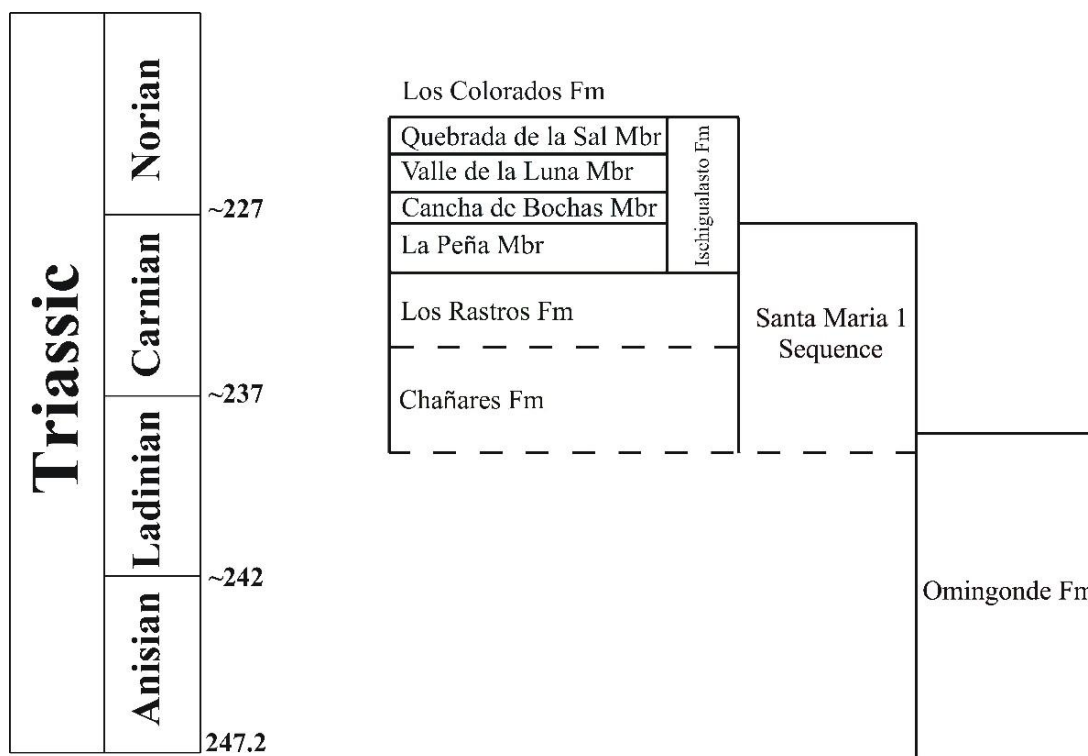 Triassic
Norian
Carnian
Ladinian
Anisian
~227
~237
~242
247.2
Los Colorados Fm
Quebrada de la Sal Mbr
Valle de la Luna Mbr
Cancha de Bochas Mbr
La Peña Mbr
Ischigualasto Fm
Los Rastros Fm
Chañares Fm
Santa Maria 1
Sequence
Omingonde Fm